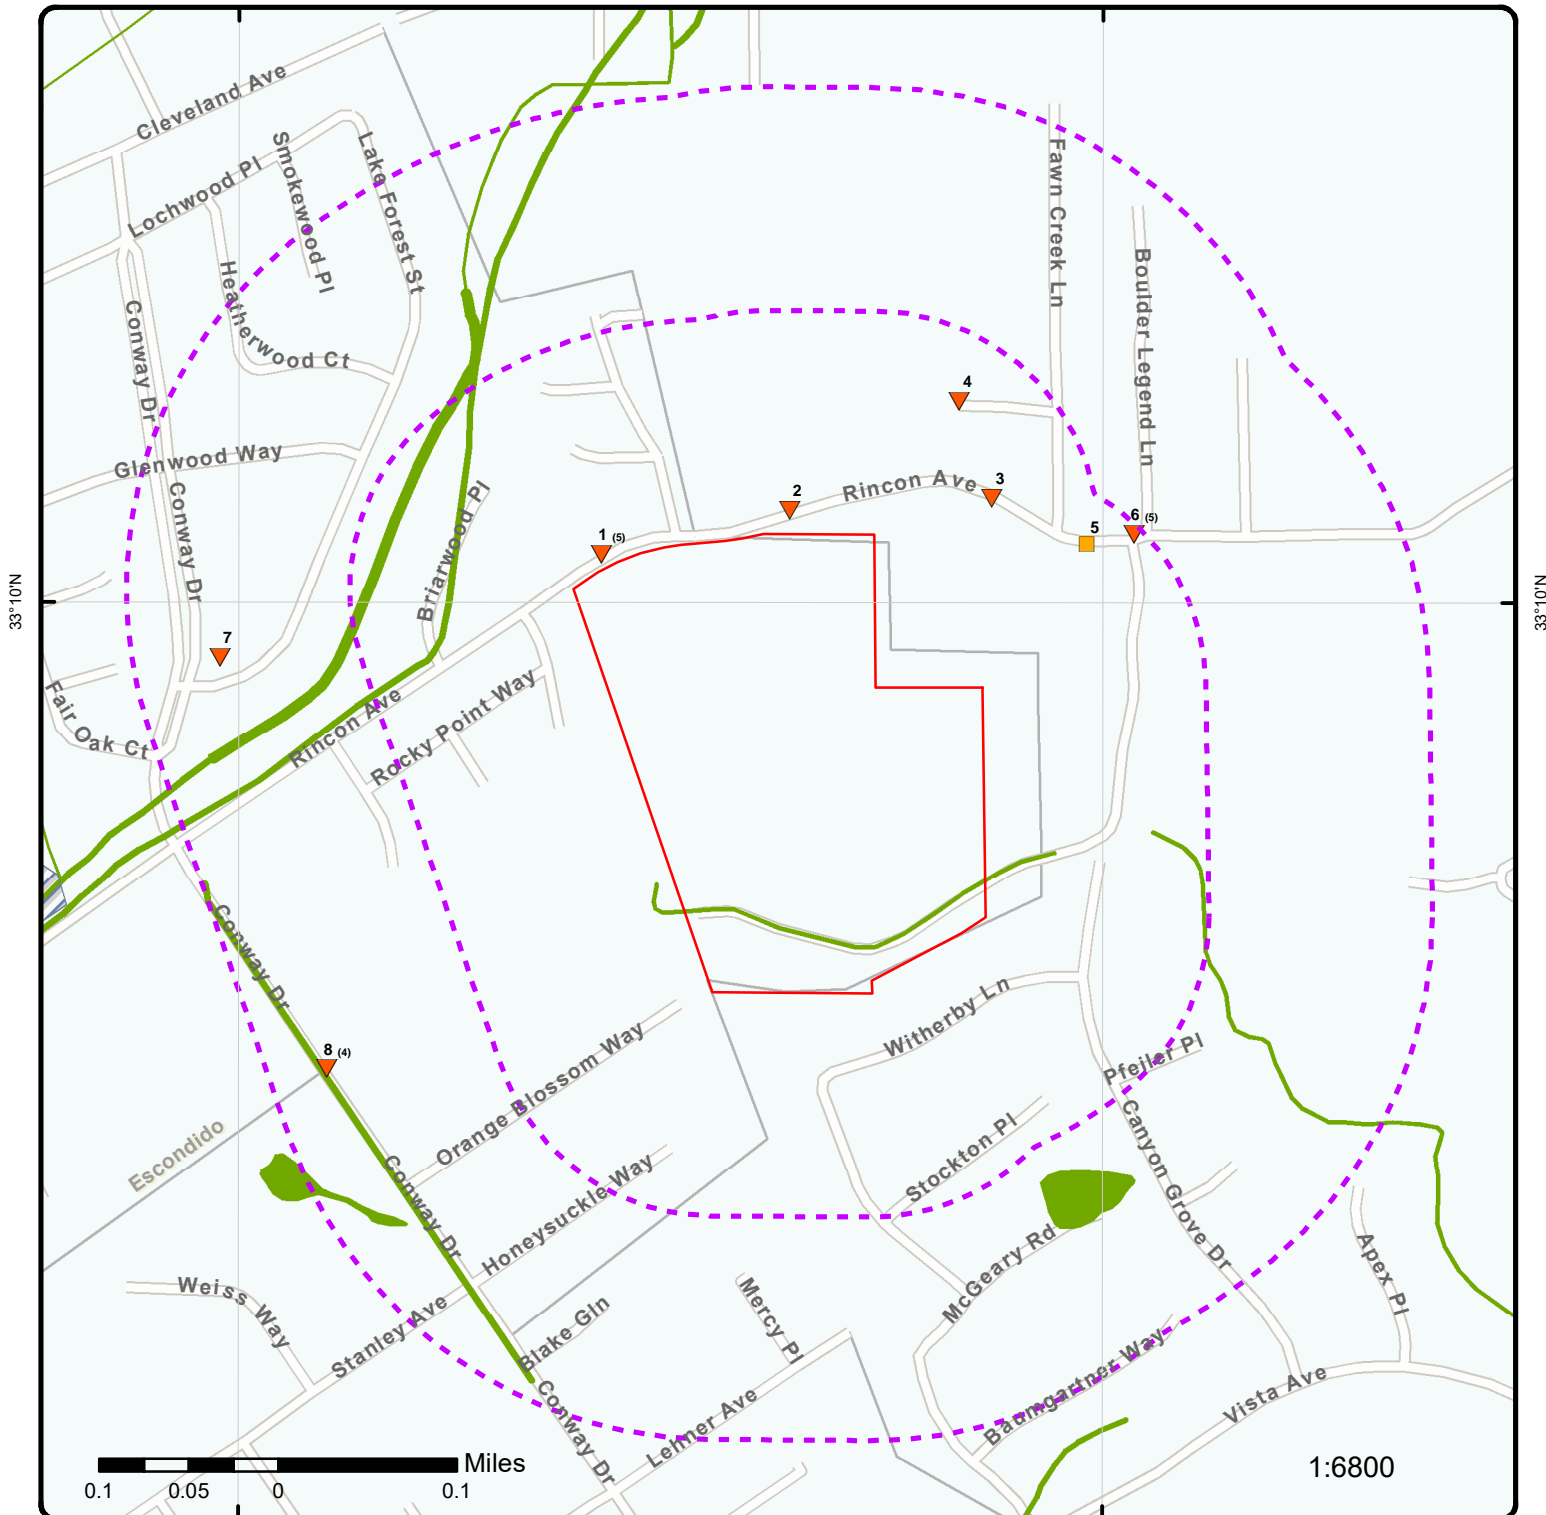 Cleveland Ave
Lochwood Pl
Smokewood Pl
Lake Forest St
Heatherwood Ct
Conway Dr
Fawn Creek Ln
Boulder Legend Ln
4
Glenwood Way
Conway Dr
Briarwood Pl
2
Rincon Ave
3
1 (5)
5
6 (5)
33°10'N
33°10'N
7
Fair Oak Ct
Rincon Ave
Rocky Point Way
Conway Dr
8 (4)
Escondido
Orange Blossom Way
Witherby Ln
Pfeiler Pl
Canyon Grove Dr
Stockton Pl
Conway Dr
Honeysuckle Way
McGeary Rd
Apex Pl
Weiss Way
Stanley Ave
Blake Gln
Mercy Pl
Baumgartner Way
Vista Ave
Conway Dr
Lehner Ave
Miles
0.1 0.05 0 0.1
1:6800